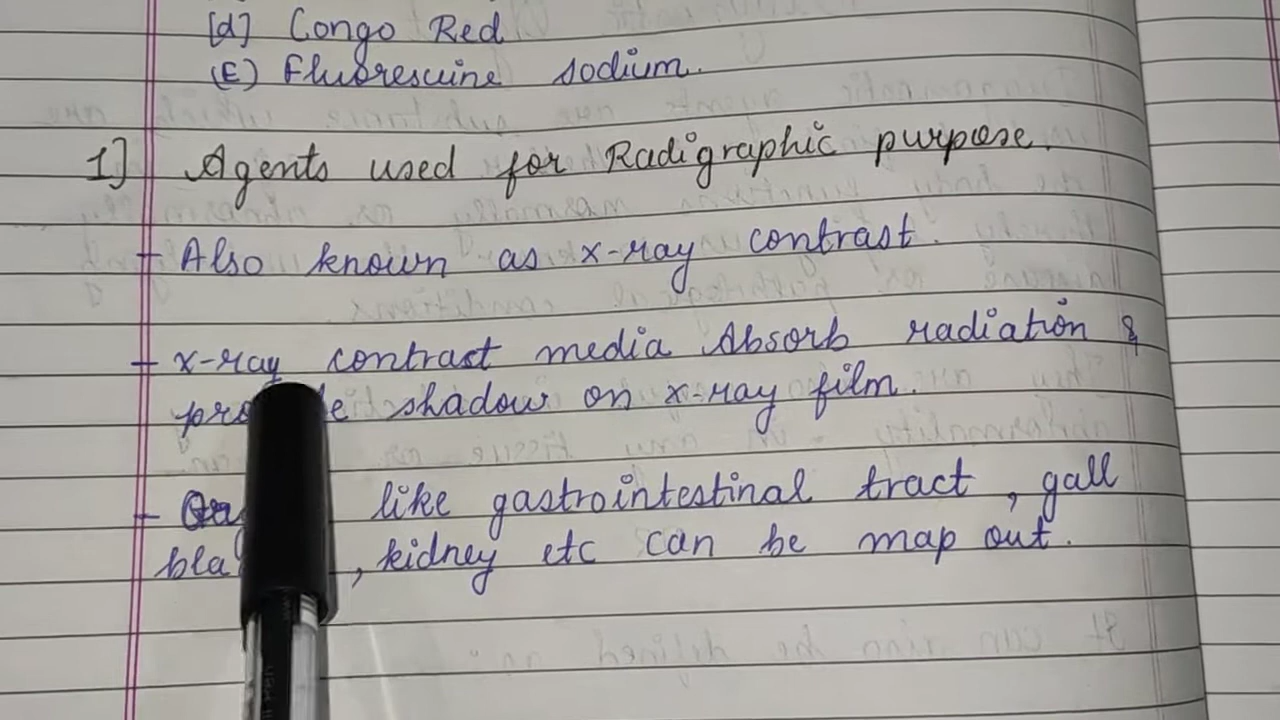 [d] Congo Red
(E) Fluorescuine sodium.
1] Agents used for Radigraphic purpose.
- Also known as x-ray contrast.
- x-ray contrast media Absorb radiation &
shadow on x-ray film.
- like gastrointestinal tract, gall
, kidney etc can be map out.